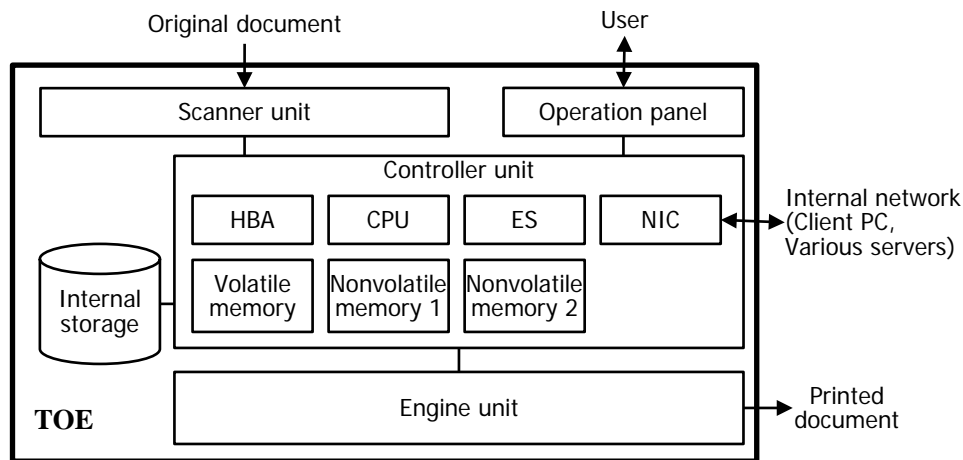 Original document
User
Scanner unit
Operation panel
Controller unit
HBA
CPU
ES
NIC
Internal network
(Client PC,
Various servers)
Volatile
memory
Nonvolatile
memory 1
Nonvolatile
memory 2
Internal
storage
Engine unit
Printed
document
TOE